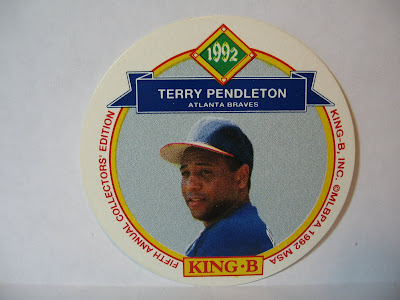 1992
TERRY PENDLETON
ATLANTA BRAVES
FIFTH ANNUAL COLLECTORS' EDITION
KING-B, INC. ©MLBPA 1992 MSA
KING·B